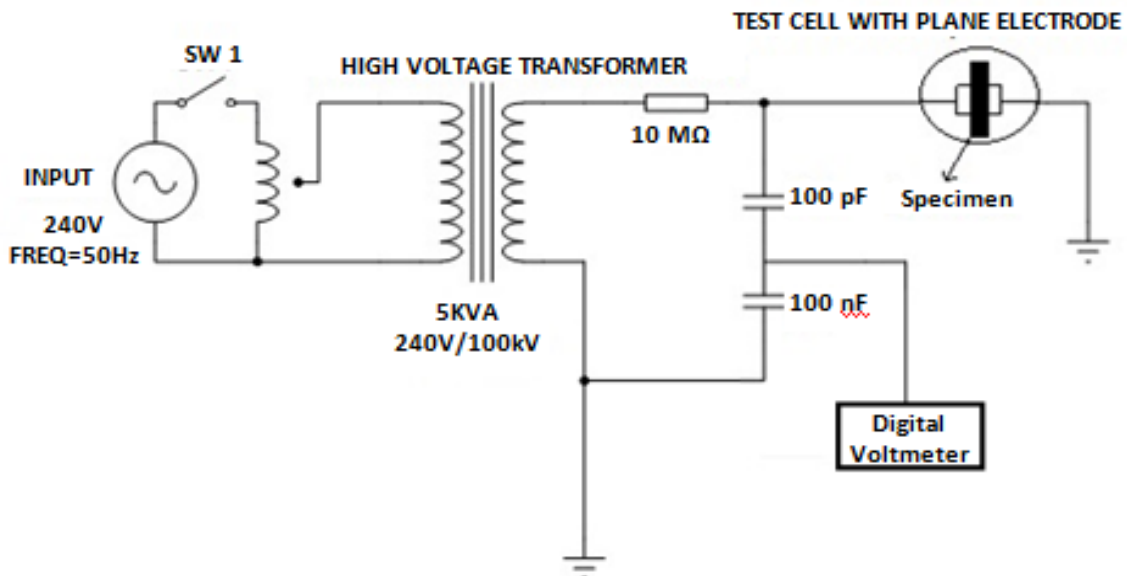 TEST CELL WITH PLANE ELECTRODE
SW 1
HIGH VOLTAGE TRANSFORMER
10 MΩ
INPUT
240V
FREQ=50Hz
100 pF
Specimen
100 nF
5KVA
240V/100kV
Digital
Voltmeter